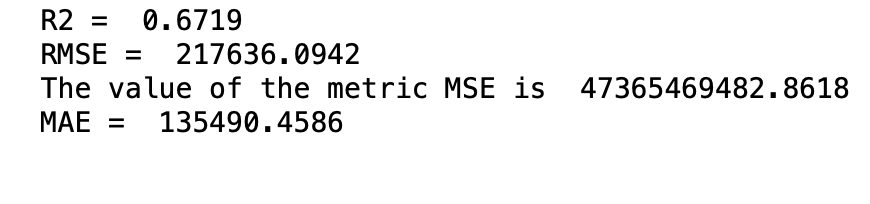 R2 =  0.6719
RMSE =  217636.0942
The value of the metric MSE is  47365469482.8618
MAE =  135490.4586